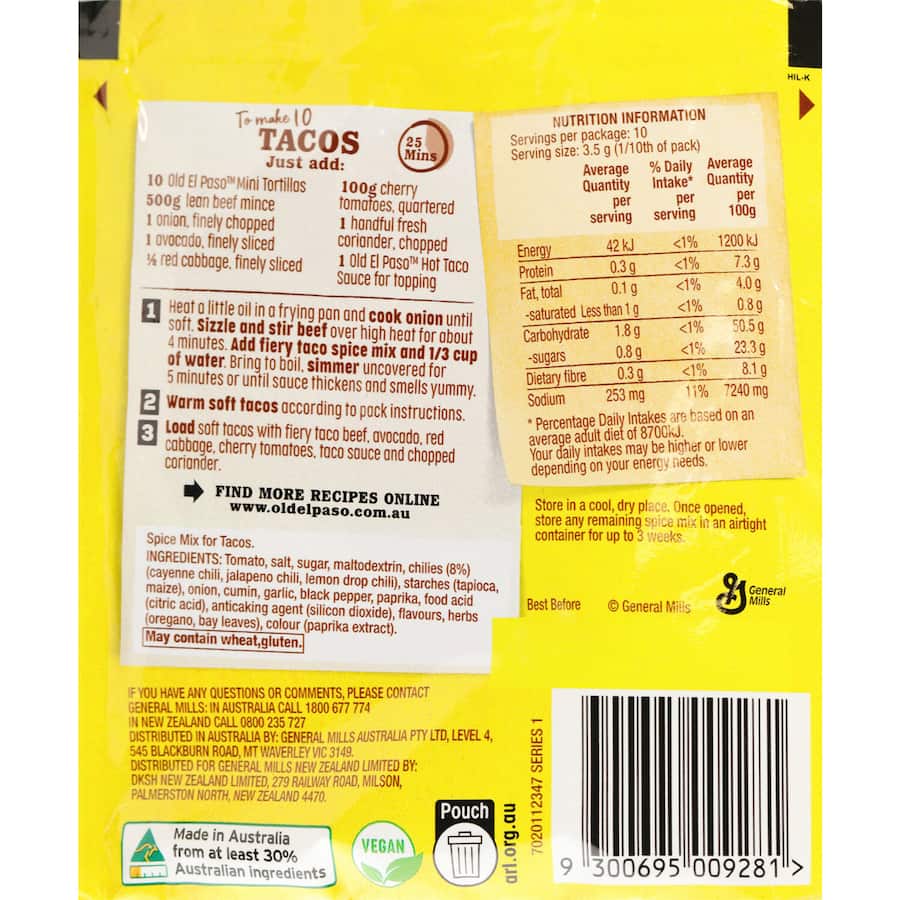 HIL-K
To make 10
TACOS
Just add:
25
Mins
10 Old El Paso™ Mini Tortillas
500g lean beef mince
1 onion, finely chopped
1 avocado, finely sliced
¼ red cabbage, finely sliced
100g cherry
tomatoes, quartered
1 handful fresh
coriander, chopped
1 Old El Paso™ Hot Taco
Sauce for topping
1 Heat a little oil in a frying pan and cook onion until
soft. Sizzle and stir beef over high heat for about
4 minutes. Add fiery taco spice mix and 1/3 cup
of water. Bring to boil, simmer uncovered for
5 minutes or until sauce thickens and smells yummy.
2 Warm soft tacos according to pack instructions.
3 Load soft tacos with fiery taco beef, avocado, red
cabbage, cherry tomatoes, taco sauce and chopped
coriander.
FIND MORE RECIPES ONLINE
www.oldelpaso.com.au
Spice Mix for Tacos.
INGREDIENTS: Tomato, salt, sugar, maltodextrin, chilies (8%)
(cayenne chili, jalapeno chili, lemon drop chili), starches (tapioca,
maize), onion, cumin, garlic, black pepper, paprika, food acid
(citric acid), anticaking agent (silicon dioxide), flavours, herbs
(oregano, bay leaves), colour (paprika extract).
May contain wheat,gluten.
NUTRITION INFORMATION
Servings per package: 10
Serving size: 3.5 g (1/10th of pack)
Average % Daily Average
Quantity Intake* Quantity
per per per
serving serving 100g
Energy 42 kJ <1% 1200 kJ
Protein 0.3 g <1% 7.3 g
Fat, total 0.1 g <1% 4.0 g
-saturated Less than 1 g <1% 0.8 g
Carbohydrate 1.8 g <1% 50.5 g
-sugars 0.8 g <1% 23.3 g
Dietary fibre 0.3 g <1% 8.1 g
Sodium 253 mg 11% 7240 mg
* Percentage Daily Intakes are based on an
average adult diet of 8700kJ.
Your daily intakes may be higher or lower
depending on your energy needs.
Store in a cool, dry place. Once opened,
store any remaining spice mix in an airtight
container for up to 3 weeks.
Best Before © General Mills
General
Mills
IF YOU HAVE ANY QUESTIONS OR COMMENTS, PLEASE CONTACT
GENERAL MILLS: IN AUSTRALIA CALL 1800 677 774
IN NEW ZEALAND CALL 0800 235 727
DISTRIBUTED IN AUSTRALIA BY: GENERAL MILLS AUSTRALIA PTY LTD, LEVEL 4,
545 BLACKBURN ROAD, MT WAVERLEY VIC 3149.
DISTRIBUTED FOR GENERAL MILLS NEW ZEALAND LIMITED BY:
DKSH NEW ZEALAND LIMITED, 279 RAILWAY ROAD, MILSON,
PALMERSTON NORTH, NEW ZEALAND 4470.
Made in Australia
from at least 30%
Australian ingredients
VEGAN
Pouch
arl.org.au
7020112347 SERIES 1
9 300695 009281 >